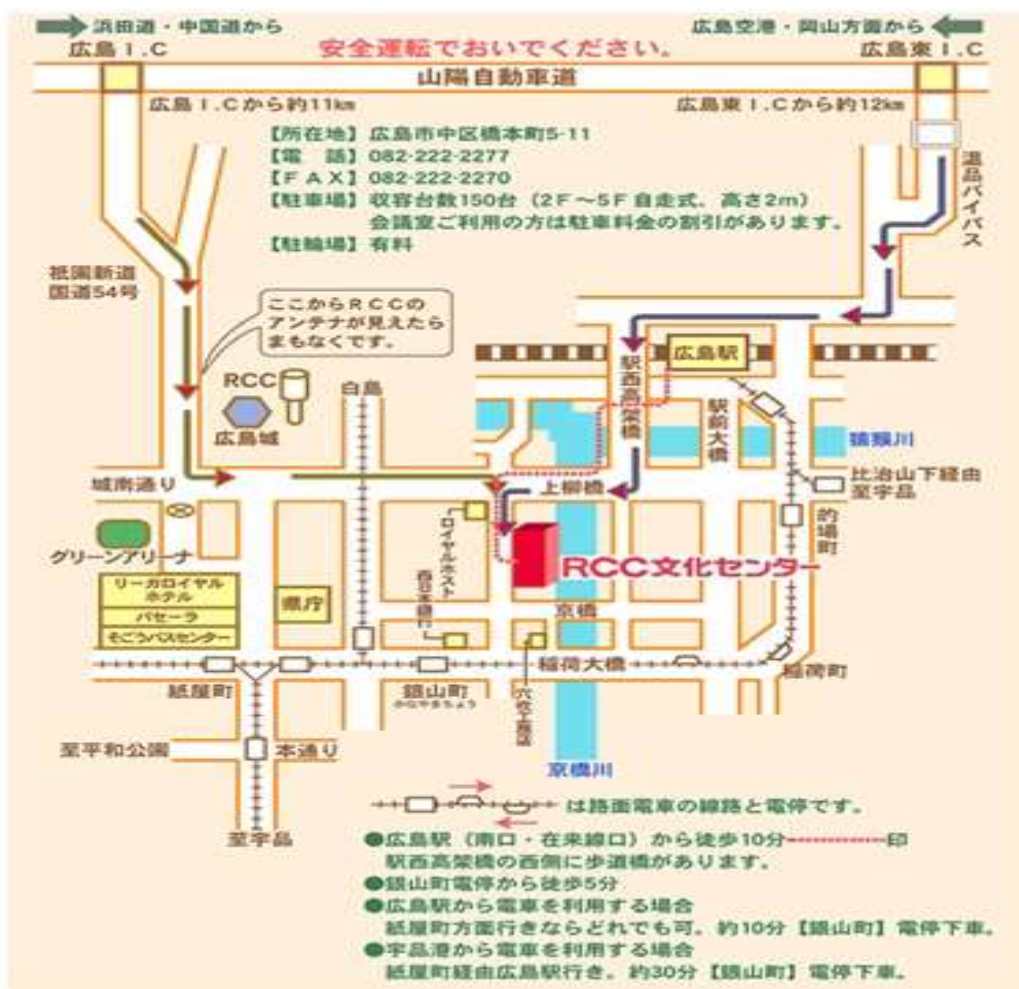 浜田道・中国道から
広島空港・岡山方面から
広島I.C
安全運転でおいでください。
広島東I.C
山陽自動車道
広島I.Cから約11km
広島東I.Cから約12km
【所在地】広島市中区橋本町5-11
【電 話】082-222-2277
【FAX】082-222-2270
【駐車場】収容台数150台（2F～5F自走式、高さ2m）
会議室ご利用の方は駐車料金の割引があります。
【駐輪場】有料
温品バイパス
祇園新道
国道54号
ここからRCCの
アンテナが見えたら
まもなくです。
広島駅
駅西高架橋
駅前大橋
RCC
白島
広島城
猿猴川
城南通り
上柳橋
比治山下経由
至宇品
的場町
グリーンアリーナ
ロイヤルホスト
RCC文化センター
リーガロイヤル
ホテル
パセーラ
そごうバスセンター
県庁
西日本銀行
京橋
稲荷大橋
稲荷町
紙屋町
銀山町
かなやまちょう
穴吹工務店
至平和公園
本通り
京橋川
至宇品
は路面電車の線路と電停です。
●広島駅（南口・在来線口）から徒歩10分 印
駅西高架橋の西側に歩道橋があります。
●銀山町電停から徒歩5分
●広島駅から電車を利用する場合
紙屋町方面行きならどれでも可。約10分【銀山町】電停下車。
●宇品港から電車を利用する場合
紙屋町経由広島駅行き。約30分【銀山町】電停下車。